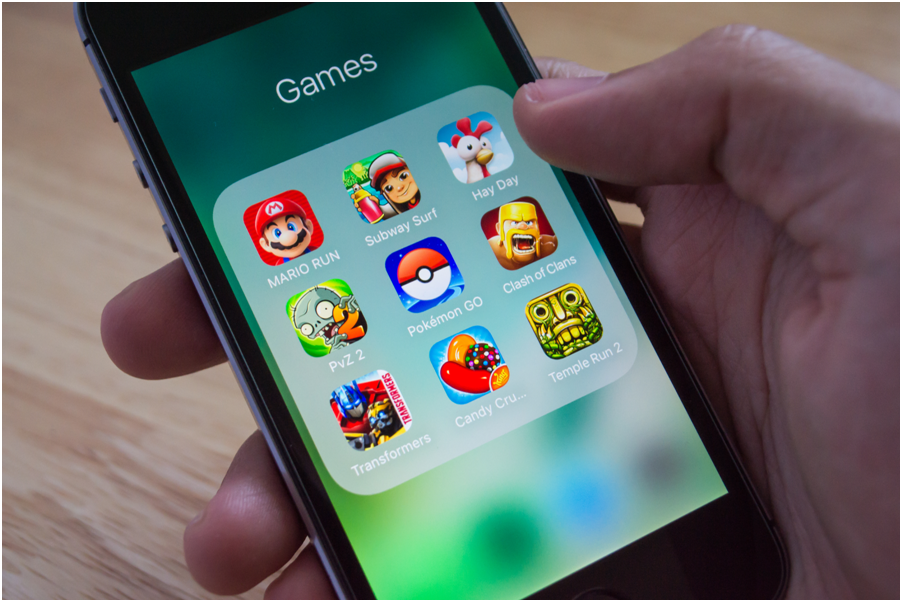 Games
MARIO RUN
Subway Surf
Hay Day
PvZ 2
Pokémon GO
Clash of Clans
TRANSFORMERS
Transformers
Candy Cru...
Temple Run 2